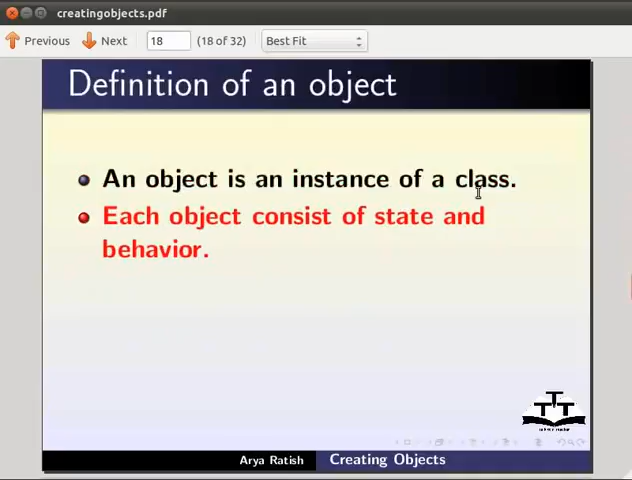 creatingobjects.pdf
Previous Next 18 (18 of 32) Best Fit
Definition of an object
An object is an instance of a class.
Each object consist of state and
behavior.
TTT
Arya Ratish Creating Objects